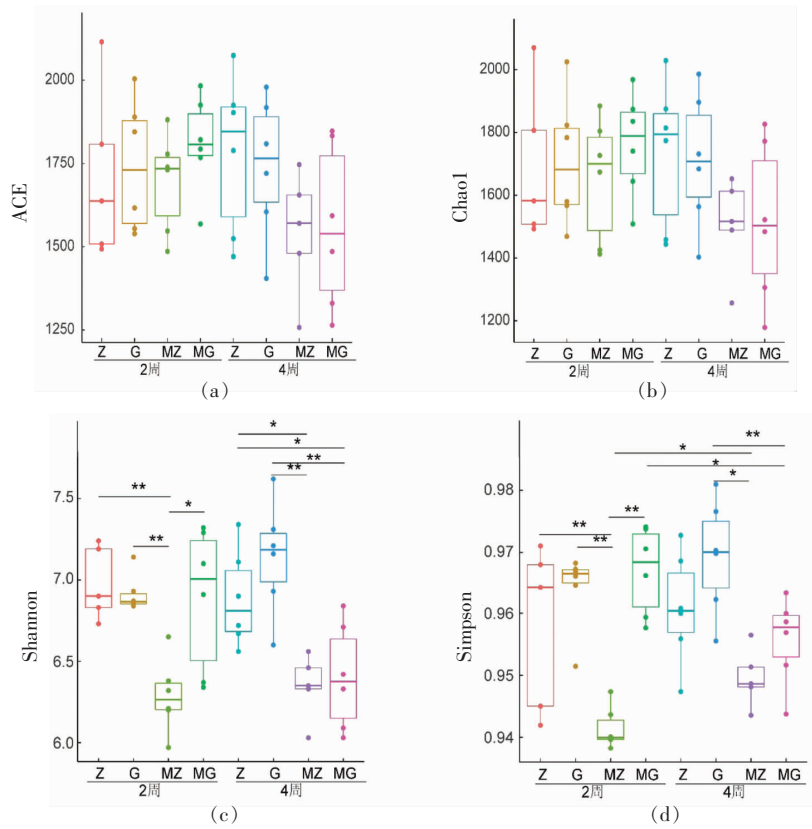 ACE
2000
1750
1500
1250
Z G MZ MG Z G MZ MG
2周 4周
(a)
Chao1
2000
1800
1600
1400
1200
Z G MZ MG Z G MZ MG
2周 4周
(b)
Shannon
7.5
7.0
6.5
6.0
* 
*
**
**
**
*
**
Z G MZ MG Z G MZ MG
2周 4周
(c)
Simpson
0.98
0.97
0.96
0.95
0.94
**
*
*
*
**
**
**
Z G MZ MG Z G MZ MG
2周 4周
(d)